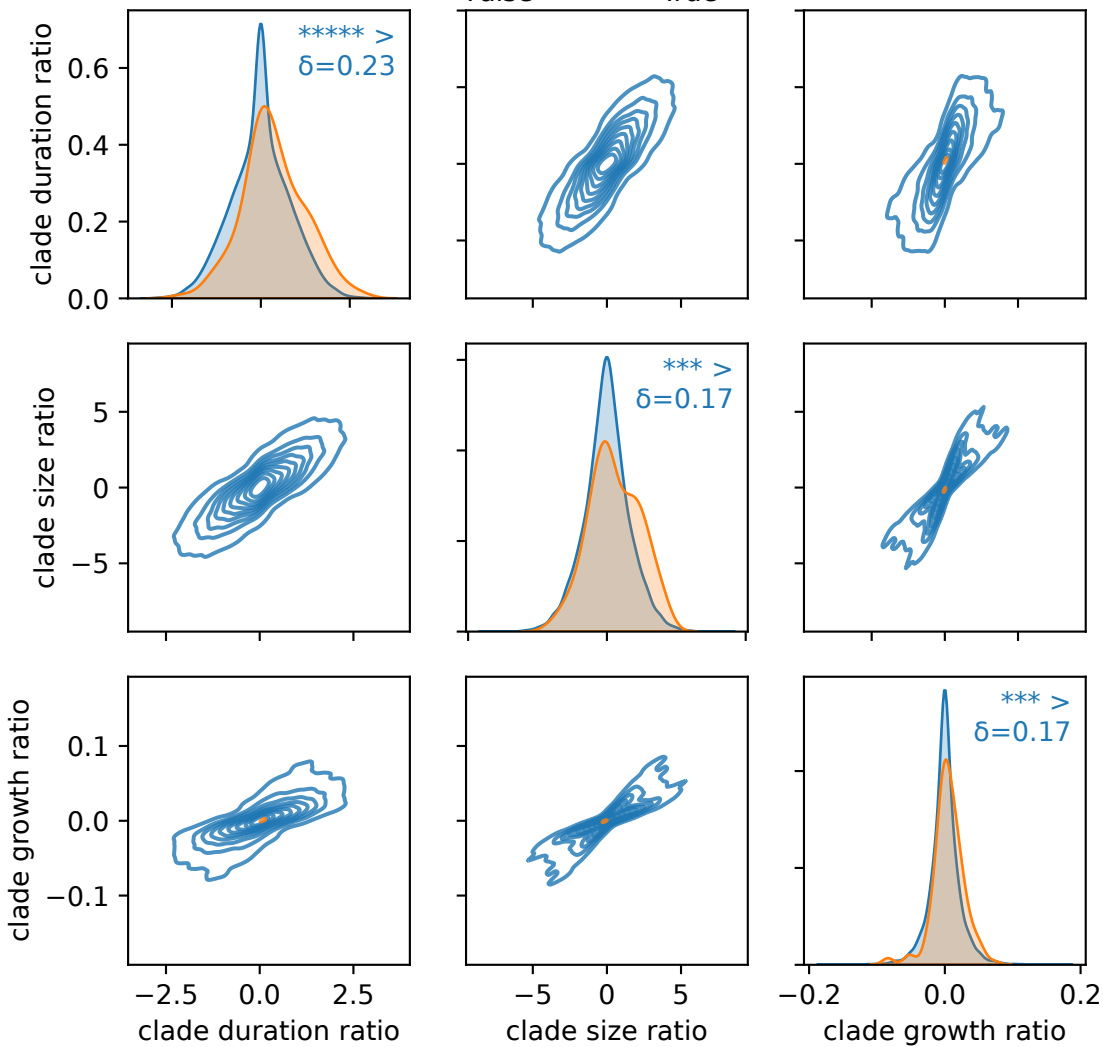 True
***** >
δ=0.23
clade duration ratio
0.6
0.4
0.2
0.0
*** >
δ=0.17
clade size ratio
5
0
−5
*** >
δ=0.17
clade growth ratio
0.1
0.0
−0.1
−2.5 0.0 2.5
−5 0 5
−0.2 0.0 0.2
clade duration ratio
clade size ratio
clade growth ratio